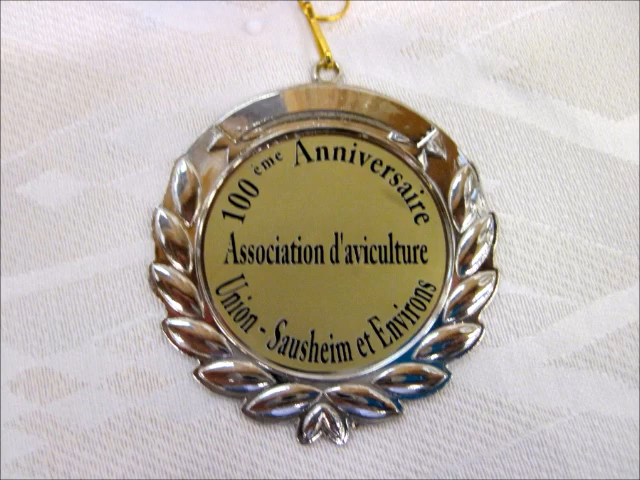 100 ème Anniversaire
Association d'aviculture
Union - Sausheim et Environs